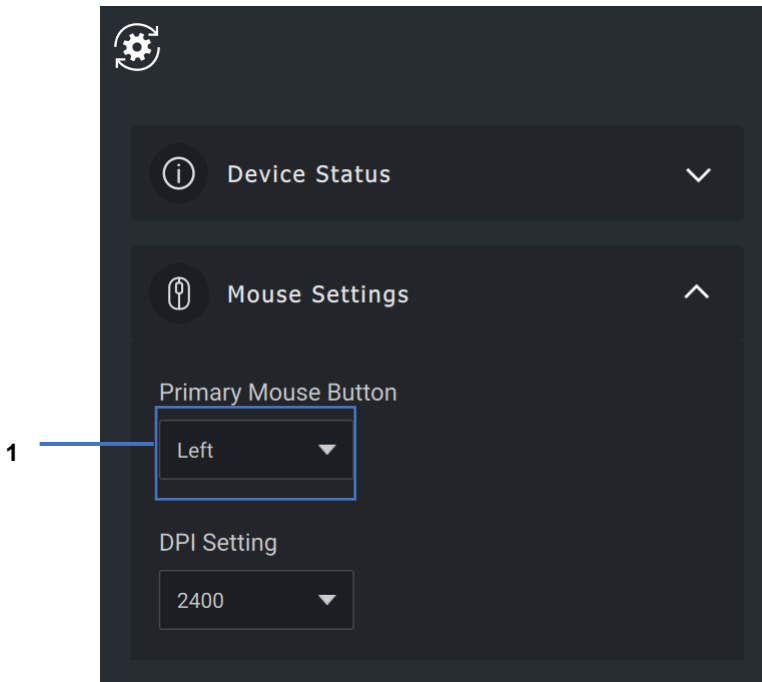 Device Status
Mouse Settings
Primary Mouse Button
1
Left
DPI Setting
2400